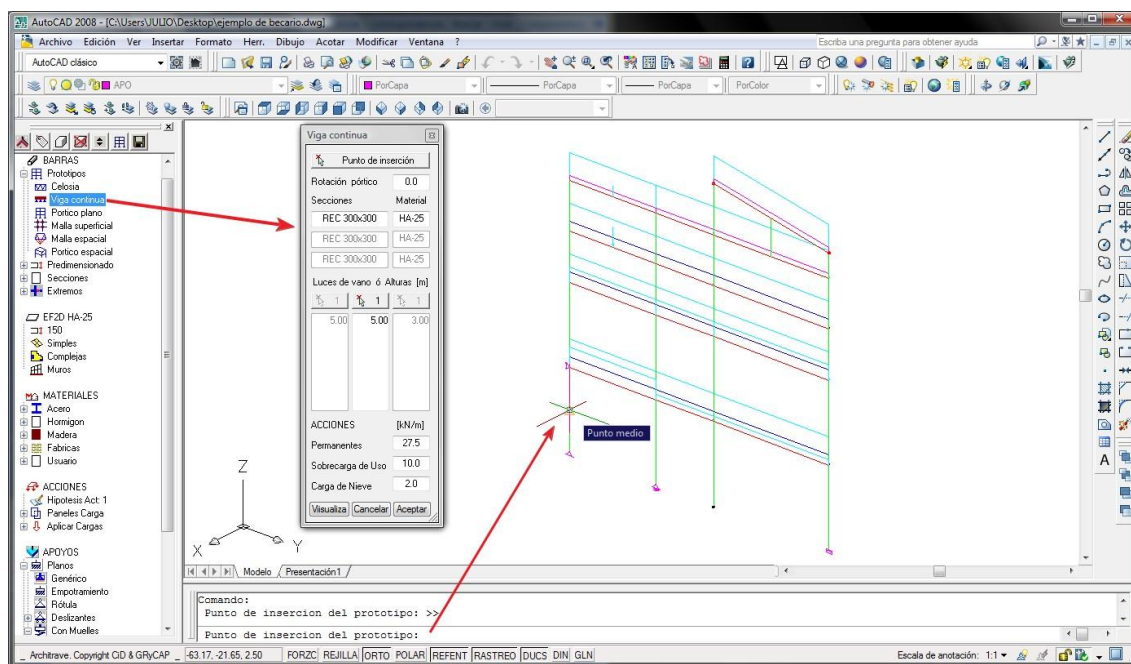 AutoCAD 2008 - [C:\Users\JULIO\Desktop\ejemplo de becario.dwg]
Archivo Edición Ver Insertar Formato Herr. Dibujo Acotar Modificar Ventana ?
Escriba una pregunta para obtener ayuda
AutoCAD clásico
APO
PorCapa
PorCapa
PorCapa
PorColor
BARRAS
Prototipos
Celosia
Viga continua
Portico plano
Malla superficial
Malla espacial
Portico espacial
Predimensionado
Secciones
Extremos
EF2D HA-25
150
Simples
Complejas
Muros
MATERIALES
Acero
Hormigon
Madera
Fabricas
Usuario
ACCIONES
Hipotesis Act: 1
Paneles Carga
Aplicar Cargas
APOYOS
Planos
Genérico
Empotramiento
Rótula
Deslizantes
Con Muelles
Viga continua
Punto de inserción
Rotación pórtico 0.0
Secciones Material
REC 300x300 HA-25
REC 300x300 HA-25
REC 300x300 HA-25
Luces de vano ó Alturas [m]
1 1 1
5.00 5.00 3.00
ACCIONES [kN/m]
Permanentes 27.5
Sobrecarga de Uso 10.0
Carga de Nieve 2.0
Visualiza Cancelar Aceptar
Punto medio
Z
X
Y
Modelo Presentación1
Comando:
Punto de insercion del prototipo: >>
Punto de insercion del prototipo:
Architrave. Copyright CiD & GRyCAP
-63.17, -21.65, 2.50 FORZC REJILLA ORTO POLAR REFENT RASTREO DUCS DIN GLN
Escala de anotación: 1:1